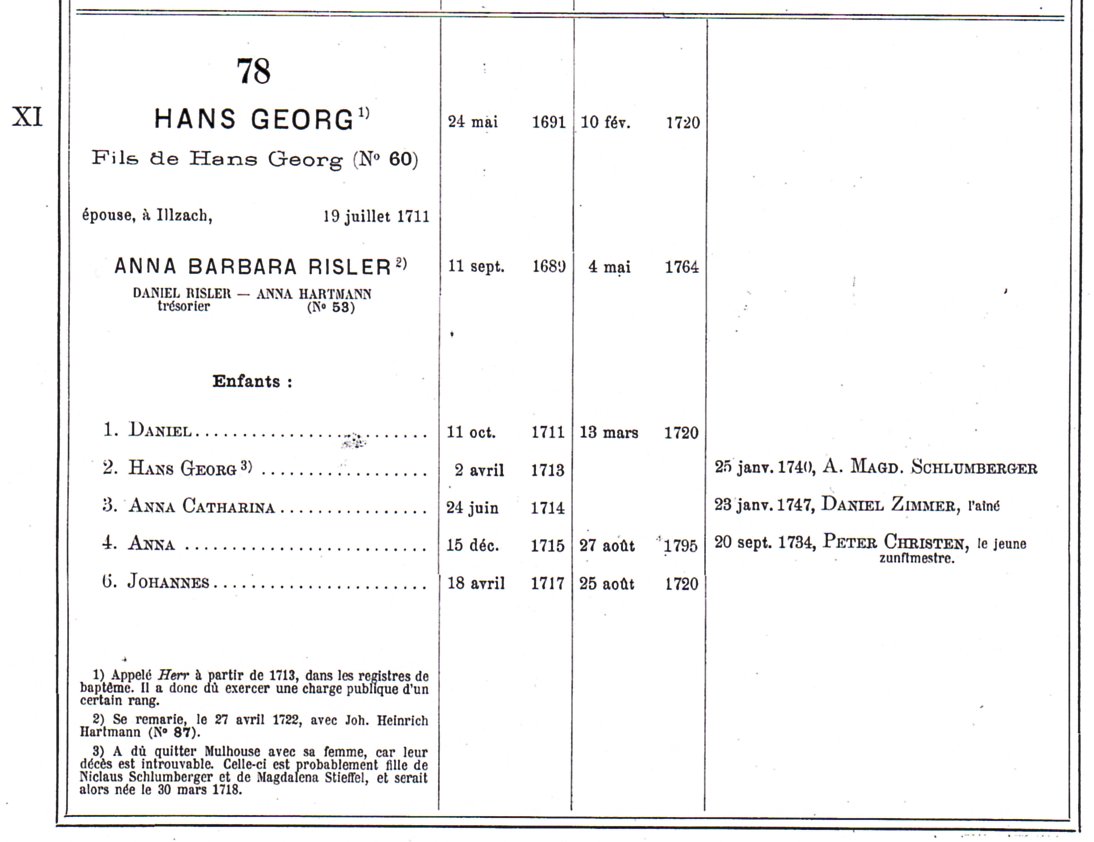 78
XI HANS GEORG 1) 24 mai 1691 10 fév. 1720
Fils de Hans Georg (No 60)
épouse, à Illzach, 19 juillet 1711
ANNA BARBARA RISLER 2) 11 sept. 1689 4 mai 1764
DANIEL RISLER — ANNA HARTMANN
trésorier (No 53)
Enfants :
1. DANIEL........................ 11 oct. 1711 13 mars 1720
2. HANS GEORG 3) ................. 2 avril 1713 25 janv. 1740, A. MAGD. SCHLUMBERGER
3. ANNA CATHARINA............... 24 juin 1714 23 janv. 1747, DANIEL ZIMMER, l'aîné
4. ANNA ........................ 15 déc. 1715 27 août 1795 20 sept. 1734, PETER CHRISTEN, le jeune
zunftmestre.
6. JOHANNES...................... 18 avril 1717 25 août 1720
1) Appelé Herr à partir de 1713, dans les registres de
baptême. Il a donc dû exercer une charge publique d'un
certain rang.
2) Se remarie, le 27 avril 1722, avec Joh. Heinrich
Hartmann (No 87).
3) A dû quitter Mulhouse avec sa femme, car leur
décès est introuvable. Celle-ci est probablement fille de
Niclaus Schlumberger et de Magdalena Stieffel, et serait
alors née le 30 mars 1718.